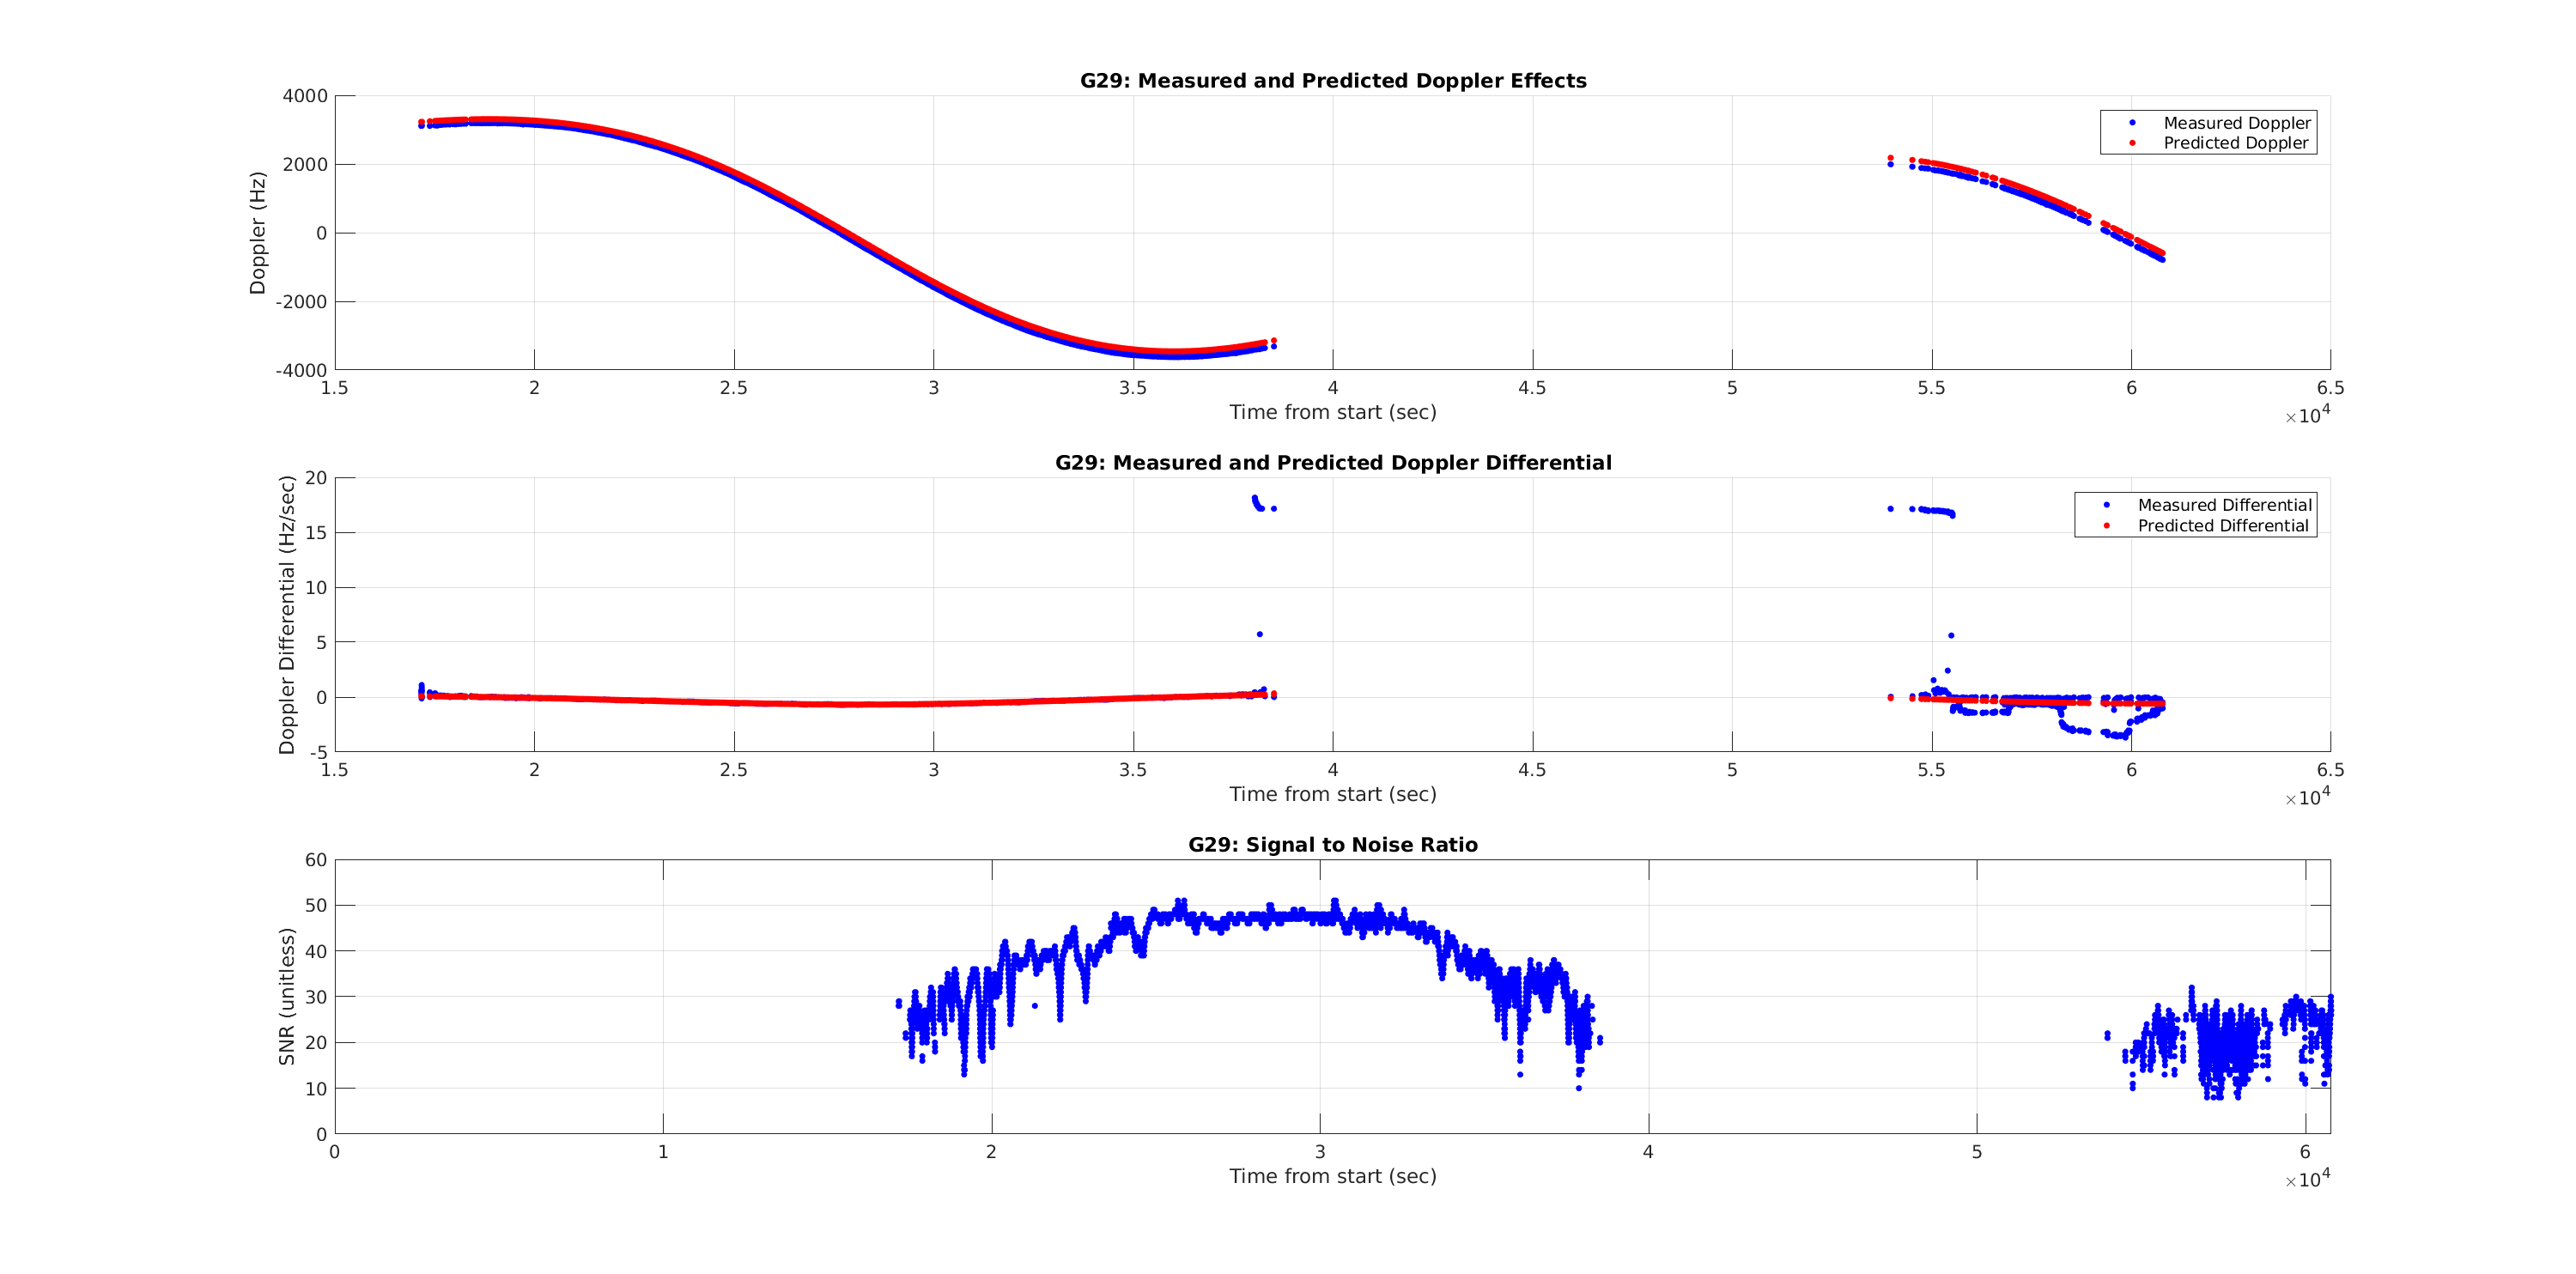 G29: Measured and Predicted Doppler Effects
Doppler (Hz)
4000
2000
0
-2000
-4000
Measured Doppler
Predicted Doppler
1.5 2 2.5 3 3.5 4 4.5 5 5.5 6 6.5
Time from start (sec)
×10^4
G29: Measured and Predicted Doppler Differential
Doppler Differential (Hz/sec)
20
15
10
5
0
-5
Measured Differential
Predicted Differential
1.5 2 2.5 3 3.5 4 4.5 5 5.5 6 6.5
Time from start (sec)
×10^4
G29: Signal to Noise Ratio
SNR (unitless)
60
50
40
30
20
10
0
0 1 2 3 4 5 6
Time from start (sec)
×10^4